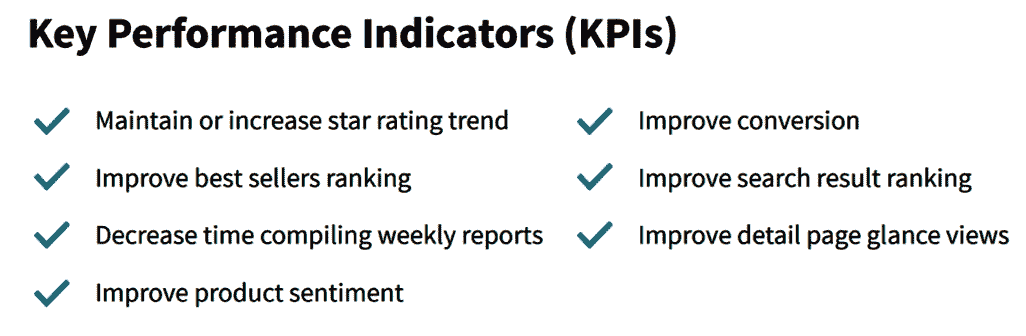 Key Performance Indicators (KPIs)
Maintain or increase star rating trend
Improve best sellers ranking
Decrease time compiling weekly reports
Improve product sentiment
Improve conversion
Improve search result ranking
Improve detail page glance views